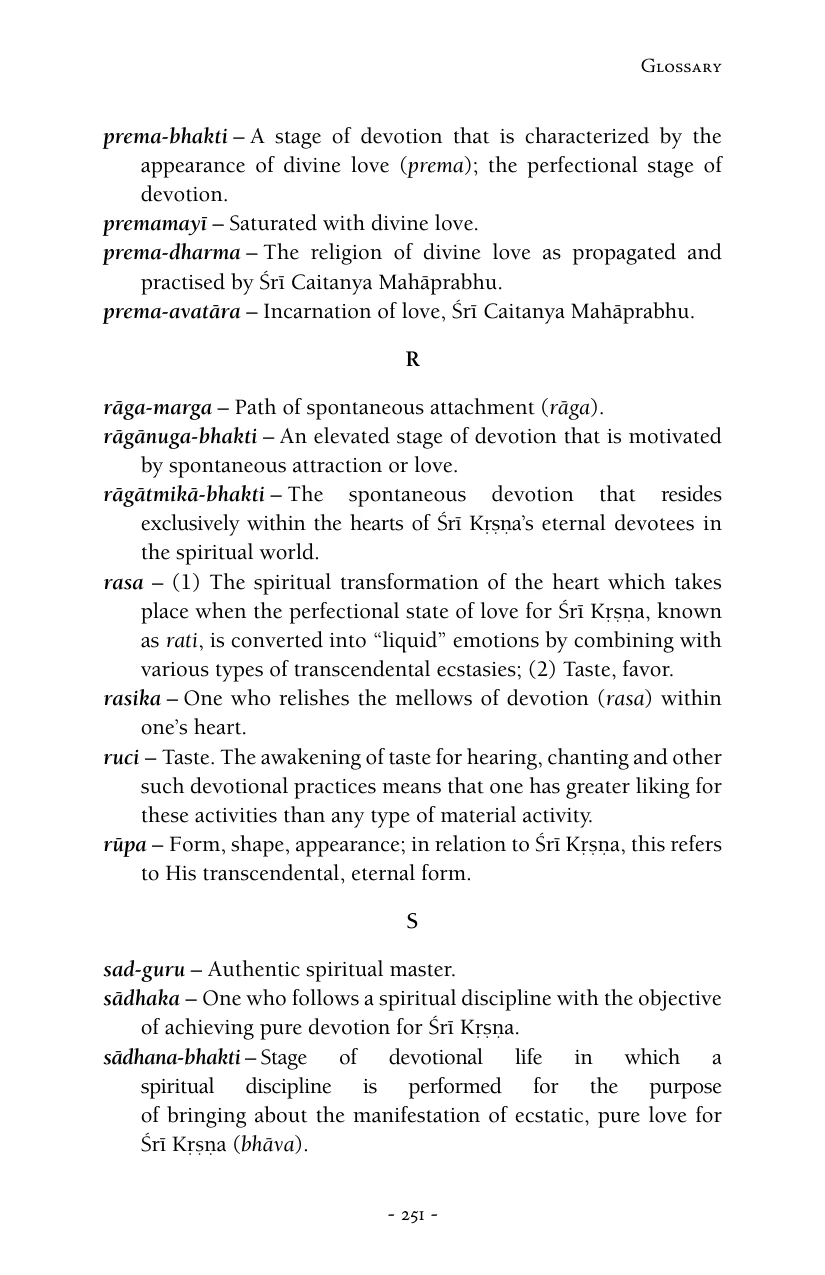 Glossary
prema-bhakti – A stage of devotion that is characterized by the
appearance of divine love (prema); the perfectional stage of
devotion.
premamayī – Saturated with divine love.
prema-dharma – The religion of divine love as propagated and
practised by Śrī Caitanya Mahāprabhu.
prema-avatāra – Incarnation of love, Śrī Caitanya Mahāprabhu.
R
rāga-marga – Path of spontaneous attachment (rāga).
rāgānuga-bhakti – An elevated stage of devotion that is motivated
by spontaneous attraction or love.
rāgātmikā-bhakti – The spontaneous devotion that resides
exclusively within the hearts of Śrī Kṛṣṇa’s eternal devotees in
the spiritual world.
rasa – (1) The spiritual transformation of the heart which takes
place when the perfectional state of love for Śrī Kṛṣṇa, known
as rati, is converted into “liquid” emotions by combining with
various types of transcendental ecstasies; (2) Taste, favor.
rasika – One who relishes the mellows of devotion (rasa) within
one’s heart.
ruci – Taste. The awakening of taste for hearing, chanting and other
such devotional practices means that one has greater liking for
these activities than any type of material activity.
rūpa – Form, shape, appearance; in relation to Śrī Kṛṣṇa, this refers
to His transcendental, eternal form.
S
sad-guru – Authentic spiritual master.
sādhaka – One who follows a spiritual discipline with the objective
of achieving pure devotion for Śrī Kṛṣṇa.
sādhana-bhakti – Stage of devotional life in which a
spiritual discipline is performed for the purpose
of bringing about the manifestation of ecstatic, pure love for
Śrī Kṛṣṇa (bhāva).
- 251 -